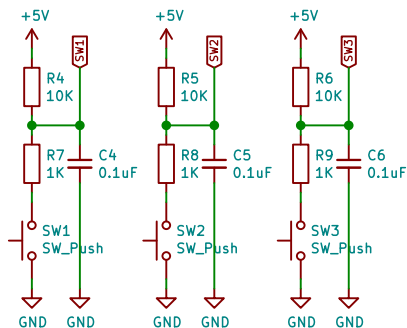 +5V
SW1
R4
10K
R7
1K
C4
0.1uF
SW1
SW_Push
GND
GND
+5V
SW2
R5
10K
R8
1K
C5
0.1uF
SW2
SW_Push
GND
GND
+5V
SW3
R6
10K
R9
1K
C6
0.1uF
SW3
SW_Push
GND
GND